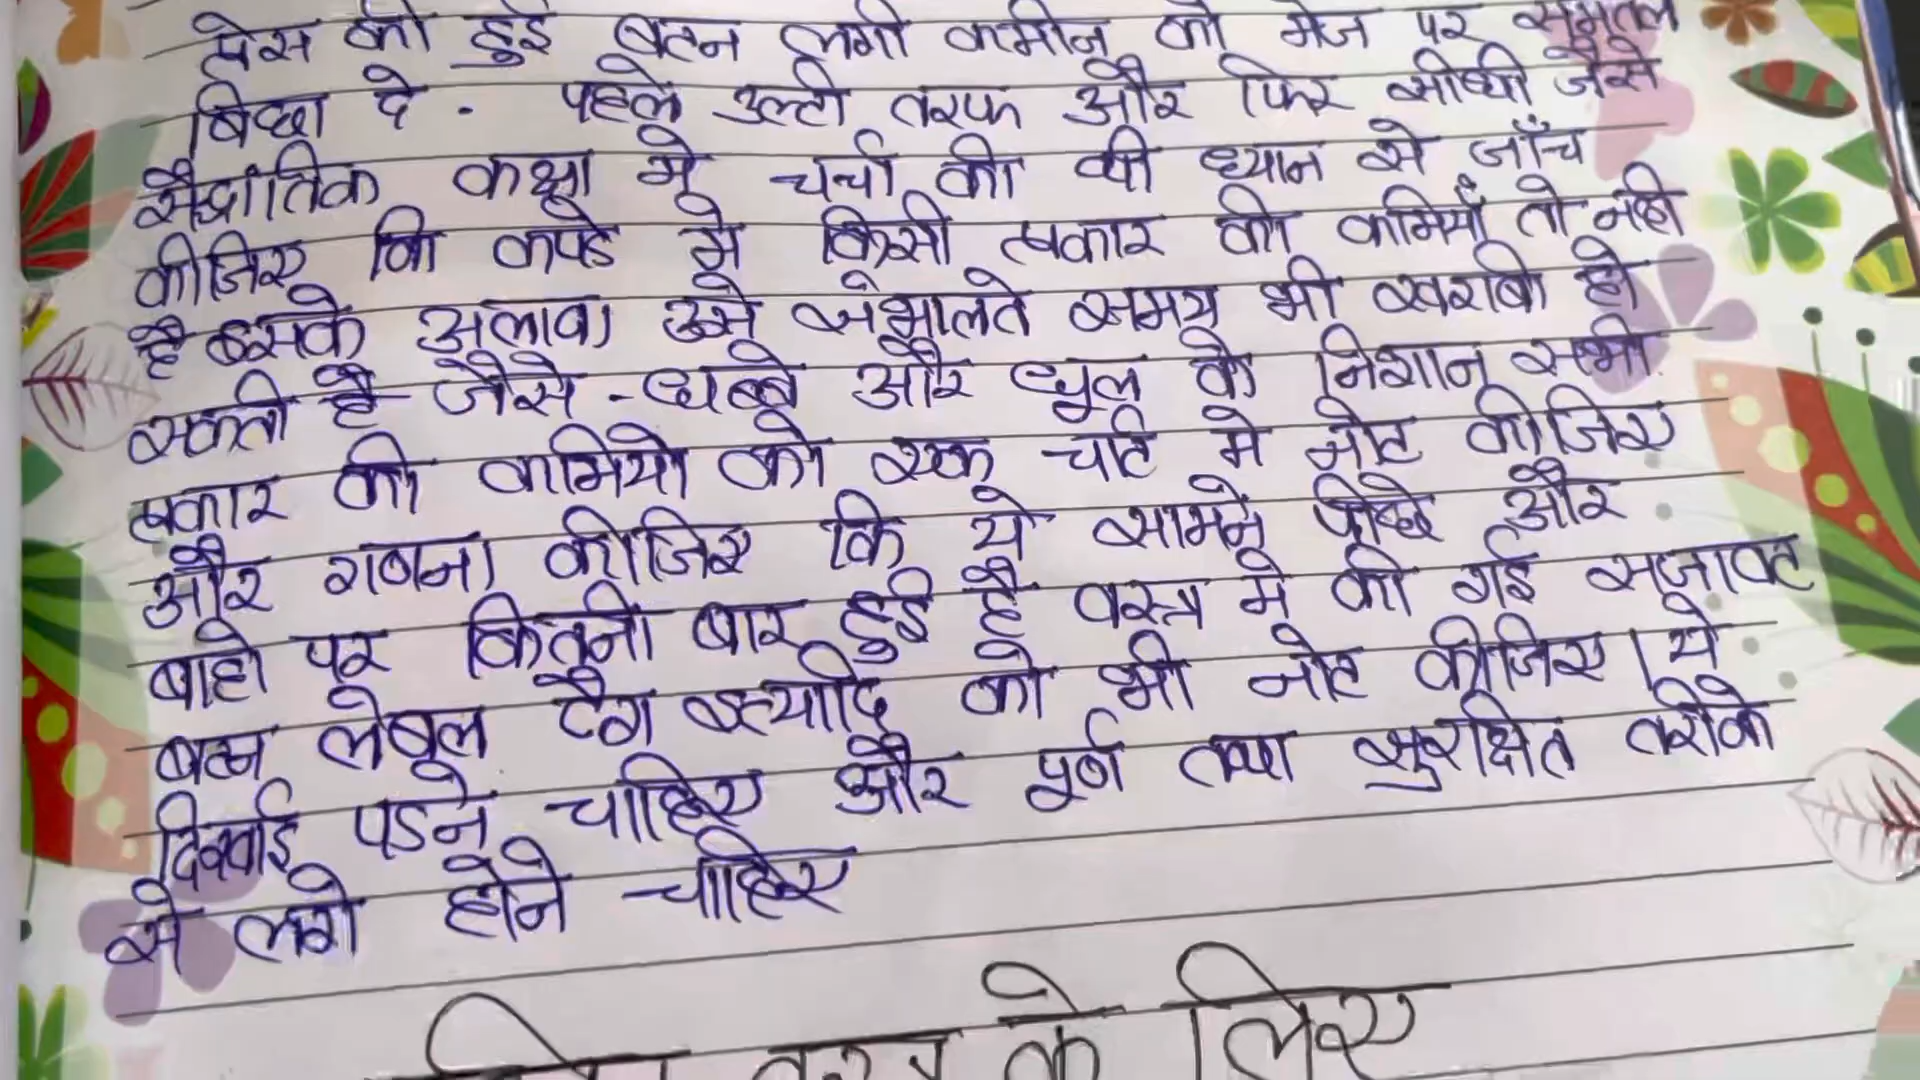 प्रेस की हुई बटन लगी कमीज को मेज पर समतल
बिछा दे . पहले उल्टी तरफ और फिर सीधी जैसे
सैद्धांतिक कक्षा में चर्चा की थी ध्यान से जाँच
कीजिए कि कपडे में किसी प्रकार की कमियाँ तो नही
है इसके अलावा उसे संभालते समय भी खराबी हो
सकती है जैसे - धब्बे और धूल के निशान सभी
प्रकार की कमियो को एक चार्ट मे नोट कीजिए
और गणना कीजिए कि ये सामने पीछे और
बाहो पर कितनी बार हुई है वस्त्र मे की गई सजावट
बटन लेबल टैग इत्यादि को भी नोट कीजिए । ये
दिखाई पडने चाहिए और पूर्ण तथा सुरक्षित तरीके
से लगे होने चाहिए
के लिए